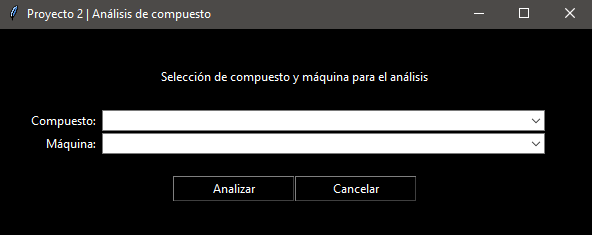 Proyecto 2 | Análisis de compuesto
Selección de compuesto y máquina para el análisis
Compuesto:
Máquina:
Analizar Cancelar